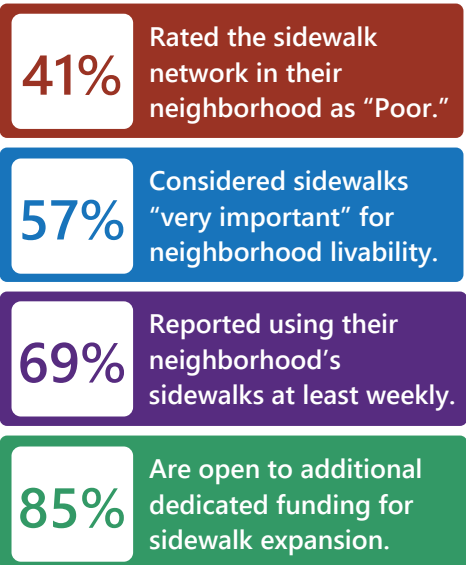 41%
Rated the sidewalk
network in their
neighborhood as “Poor.”
57%
Considered sidewalks
“very important” for
neighborhood livability.
69%
Reported using their
neighborhood’s
sidewalks at least weekly.
85%
Are open to additional
dedicated funding for
sidewalk expansion.